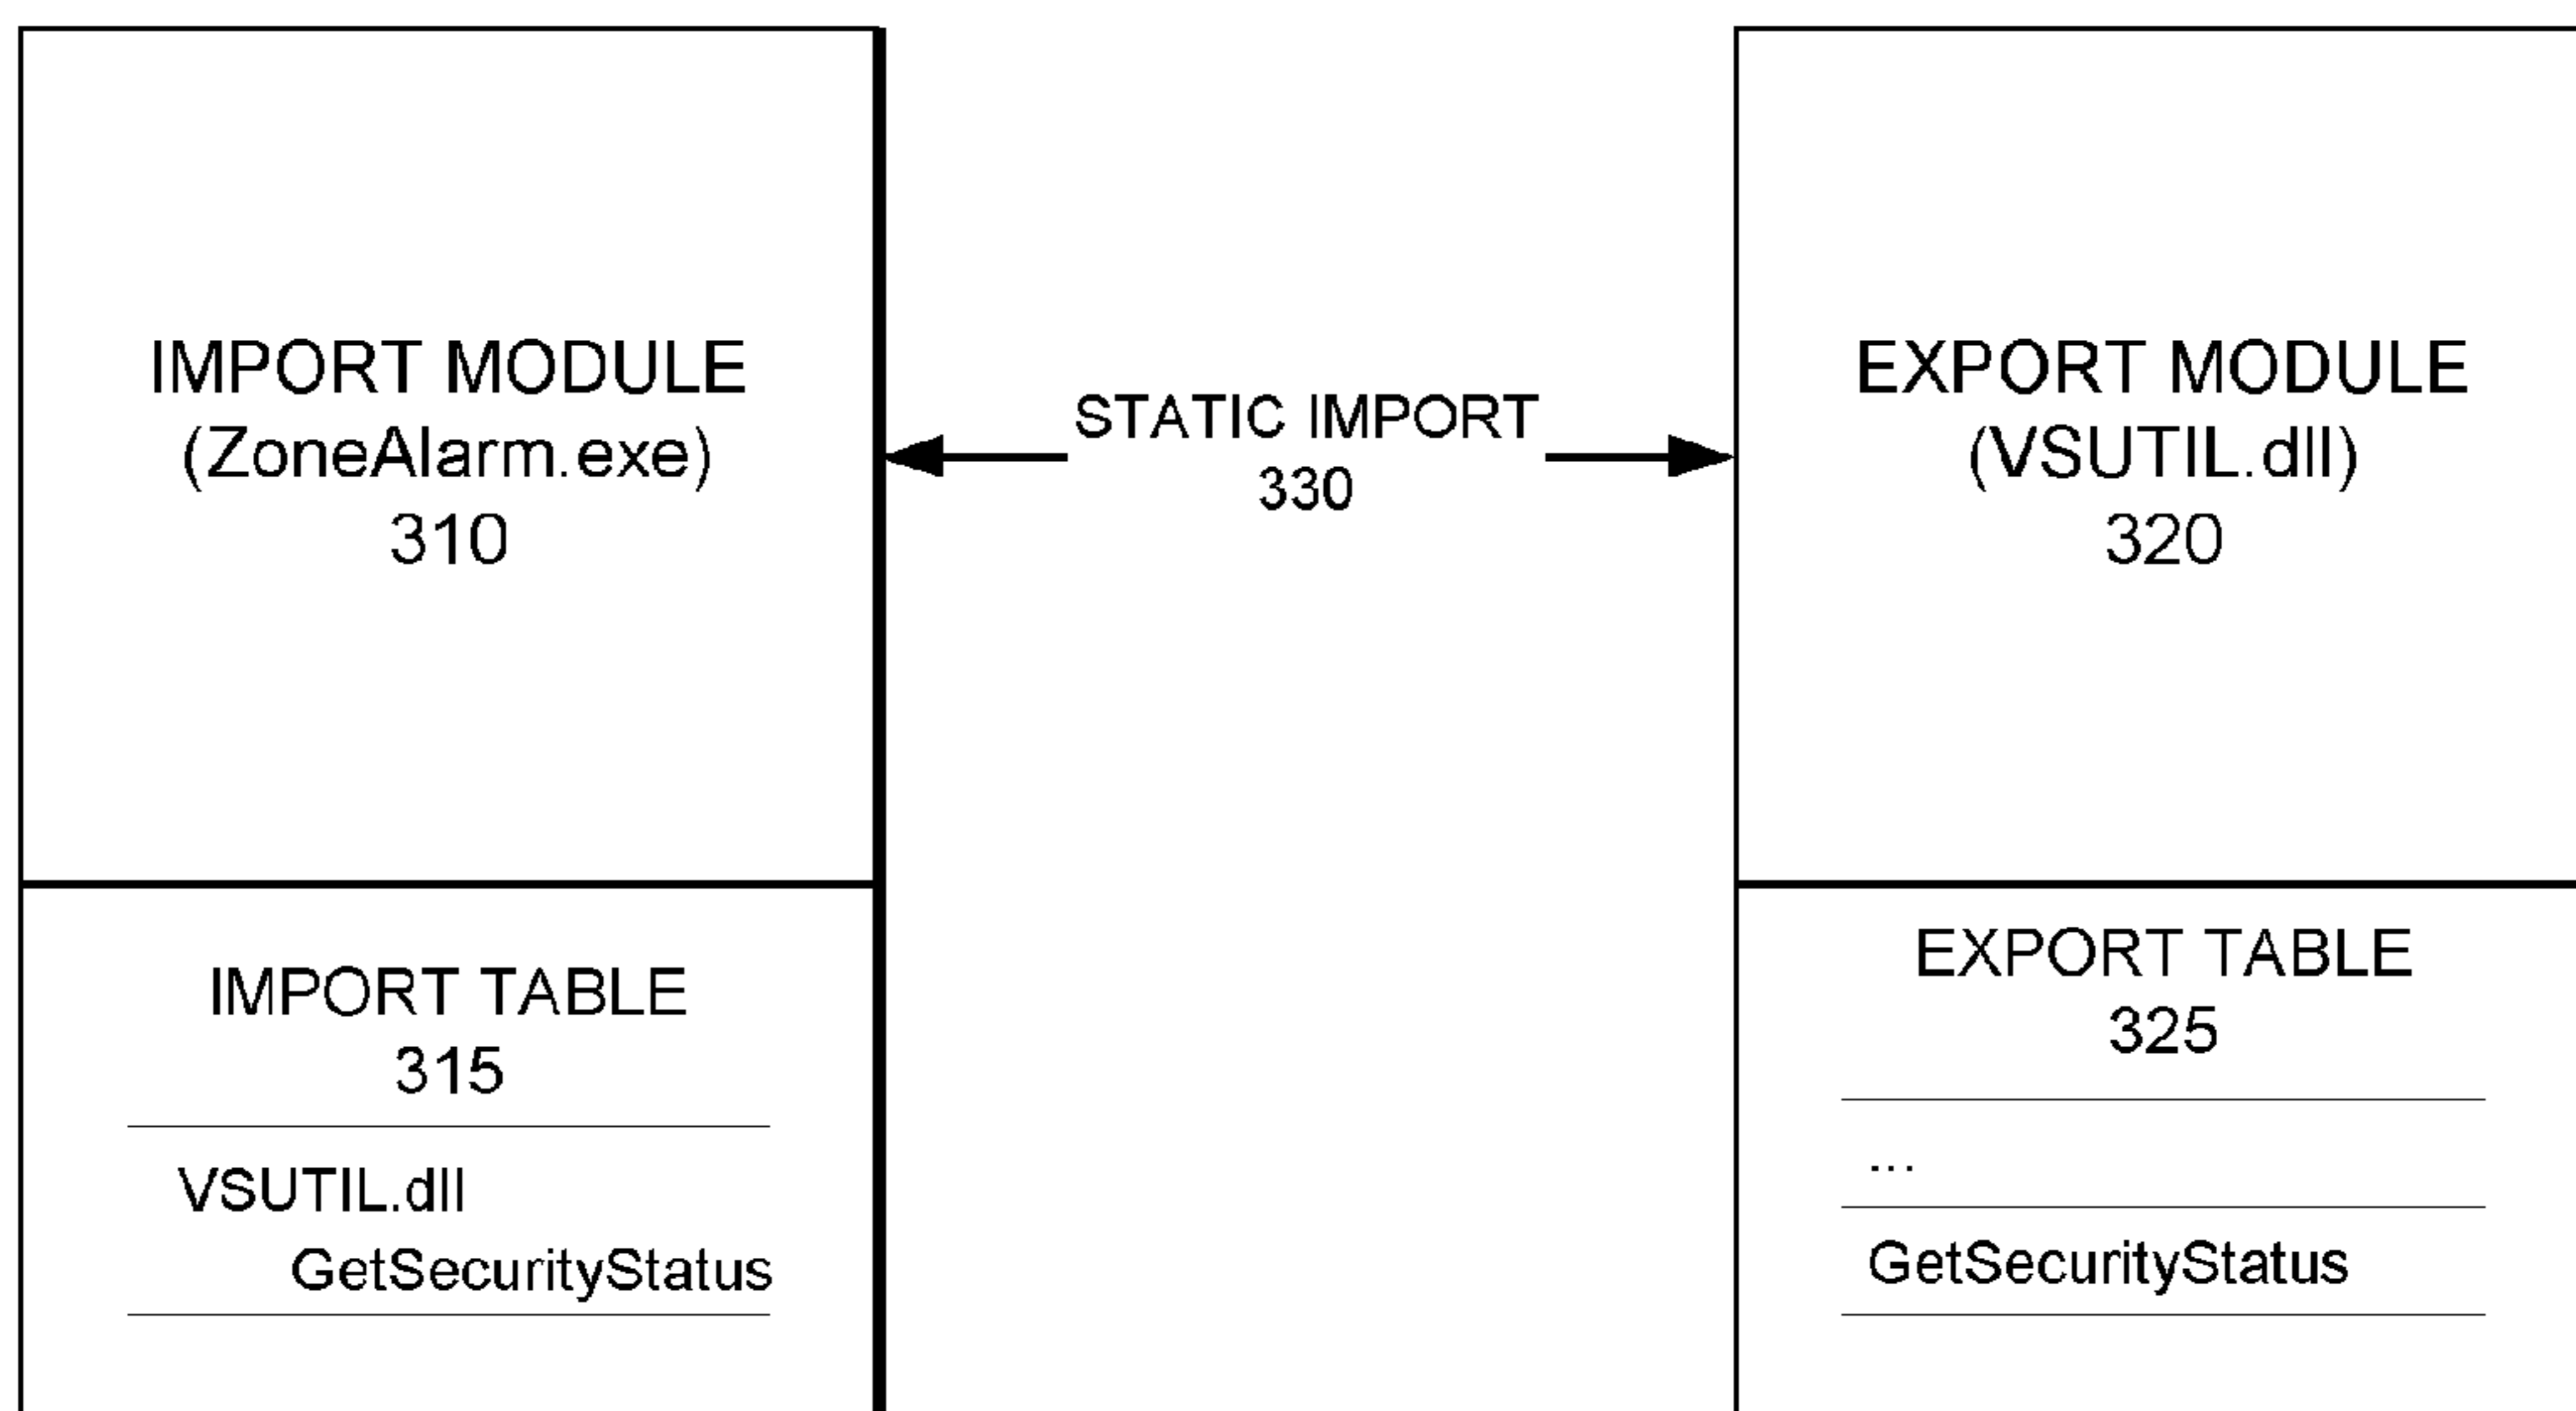 IMPORT MODULE
(ZoneAlarm.exe)
310
STATIC IMPORT
330
EXPORT MODULE
(VSUTIL.dll)
320
IMPORT TABLE
315
VSUTIL.dll
GetSecurityStatus
EXPORT TABLE
325
...
GetSecurityStatus